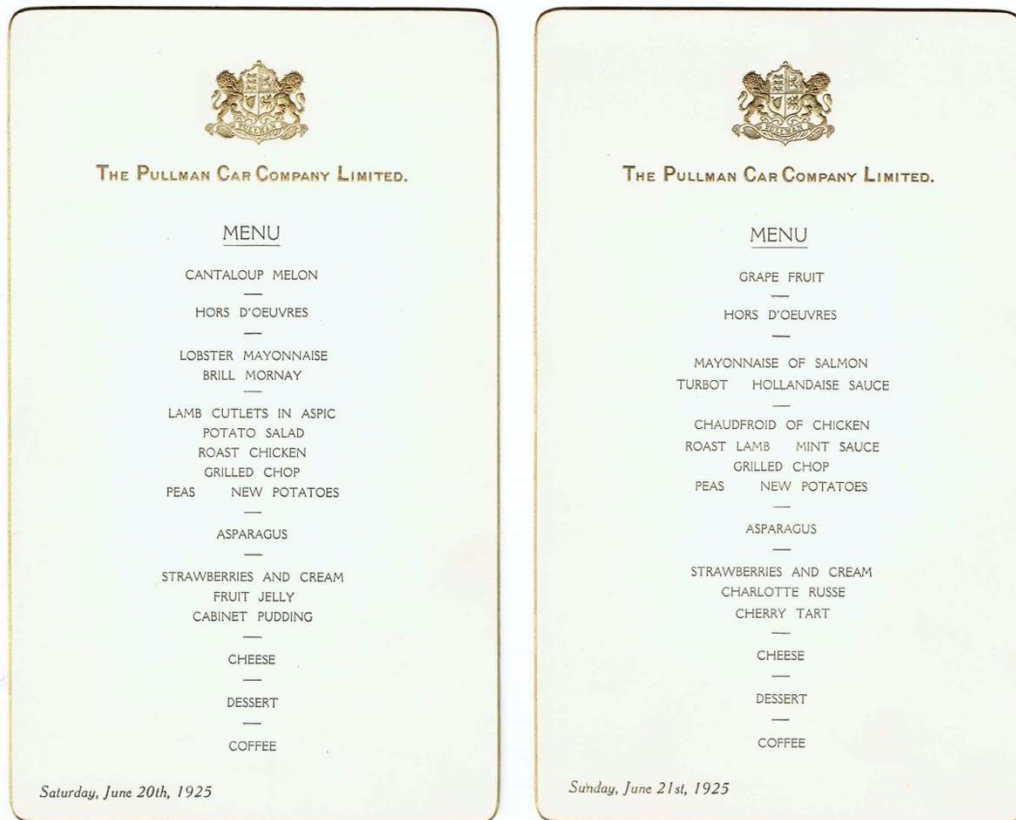 PULLMAN
THE PULLMAN CAR COMPANY LIMITED.
MENU
CANTALOUP MELON
HORS D'OEUVRES
LOBSTER MAYONNAISE
BRILL MORNAY
LAMB CUTLETS IN ASPIC
POTATO SALAD
ROAST CHICKEN
GRILLED CHOP
PEAS NEW POTATOES
ASPARAGUS
STRAWBERRIES AND CREAM
FRUIT JELLY
CABINET PUDDING
CHEESE
DESSERT
COFFEE
Saturday, June 20th, 1925
PULLMAN
THE PULLMAN CAR COMPANY LIMITED.
MENU
GRAPE FRUIT
HORS D'OEUVRES
MAYONNAISE OF SALMON
TURBOT HOLLANDAISE SAUCE
CHAUDFROID OF CHICKEN
ROAST LAMB MINT SAUCE
GRILLED CHOP
PEAS NEW POTATOES
ASPARAGUS
STRAWBERRIES AND CREAM
CHARLOTTE RUSSE
CHERRY TART
CHEESE
DESSERT
COFFEE
Sunday, June 21st, 1925